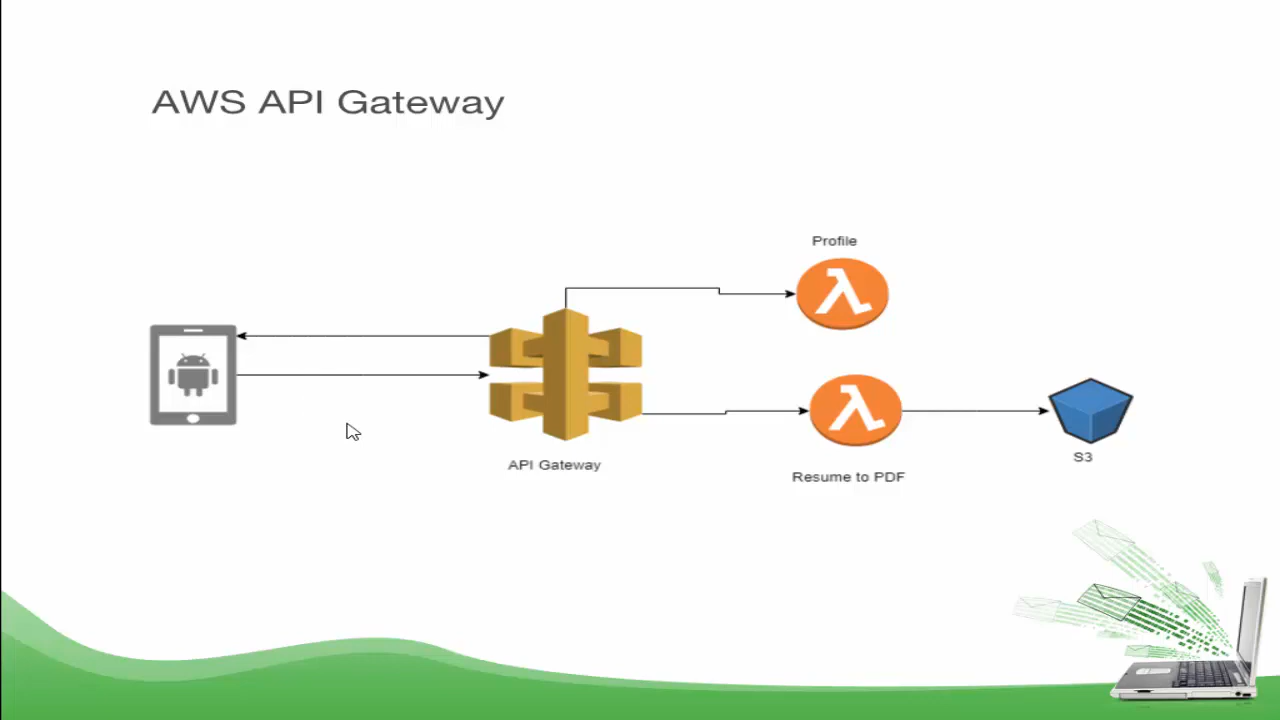 AWS API Gateway
Profile
API Gateway
Resume to PDF
S3